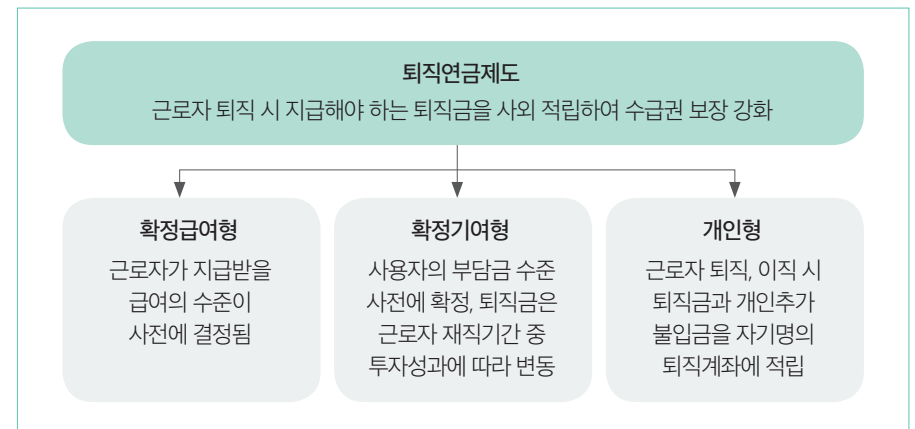 퇴직연금제도
근로자 퇴직 시 지급해야 하는 퇴직금을 사외 적립하여 수급권 보장 강화
확정급여형
근로자가 지급받을
급여의 수준이
사전에 결정됨
확정기여형
사용자의 부담금 수준
사전에 확정, 퇴직금은
근로자 재직기간 중
투자성과에 따라 변동
개인형
근로자 퇴직, 이직 시
퇴직금과 개인추가
불입금을 자기명의
퇴직계좌에 적립